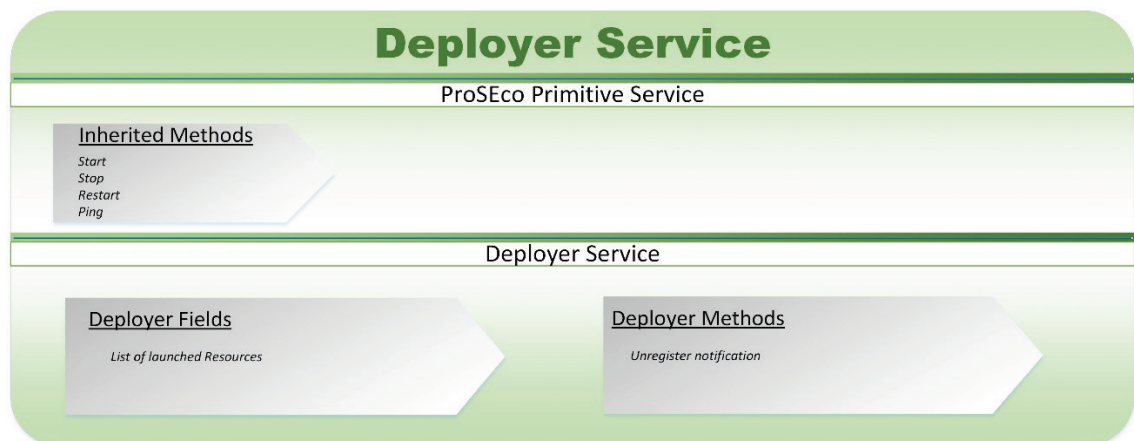 Deployer Service
ProSEco Primitive Service
Inherited Methods
Start
Stop
Restart
Ping
Deployer Service
Deployer Fields
List of launched Resources
Deployer Methods
Unregister notification